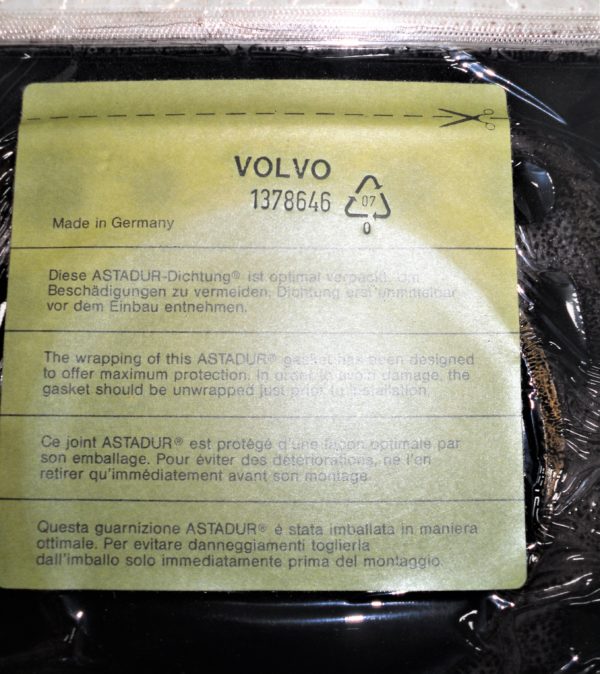 VOLVO
1378646 07
0
Made in Germany
Diese ASTADUR-Dichtung® ist optimal verpackt, um
Beschädigungen zu vermeiden. Dichtung erst unmittelbar
vor dem Einbau entnehmen.
The wrapping of this ASTADUR® gasket has been designed
to offer maximum protection. In order to avoid damage, the
gasket should be unwrapped just prior to installation.
Ce joint ASTADUR® est protégé d'une façon optimale par
son emballage. Pour éviter des détériorations, ne l'en
retirer qu'immédiatement avant son montage
Questa guarnizione ASTADUR® é stata imballata in maniera
ottimale. Per evitare danneggiamenti toglierla
dall'imballo solo immediatamente prima del montaggio.